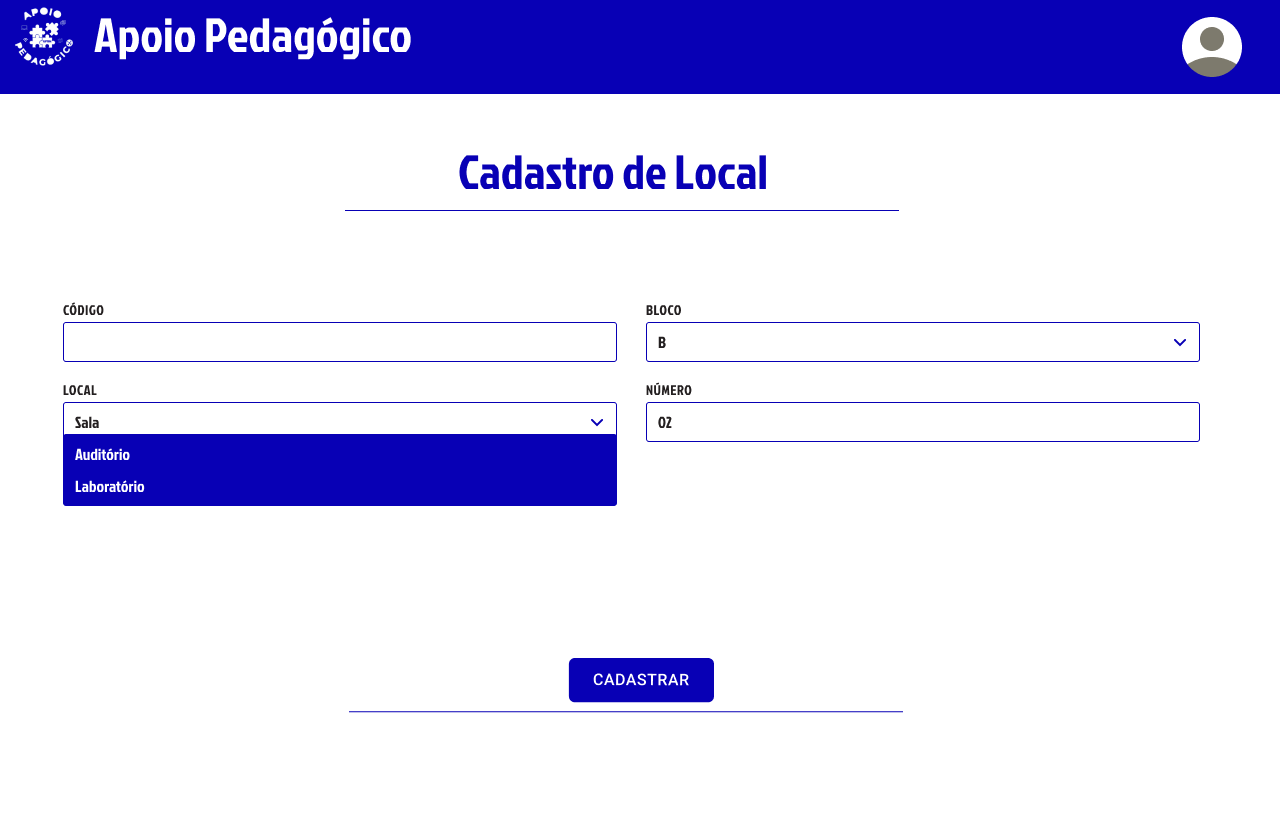 APOIO
PEDAGÓGICO
Apoio Pedagógico
Cadastro de Local
CÓDIGO
BLOCO
B
LOCAL
NÚMERO
Sala
02
Auditório
Laboratório
CADASTRAR